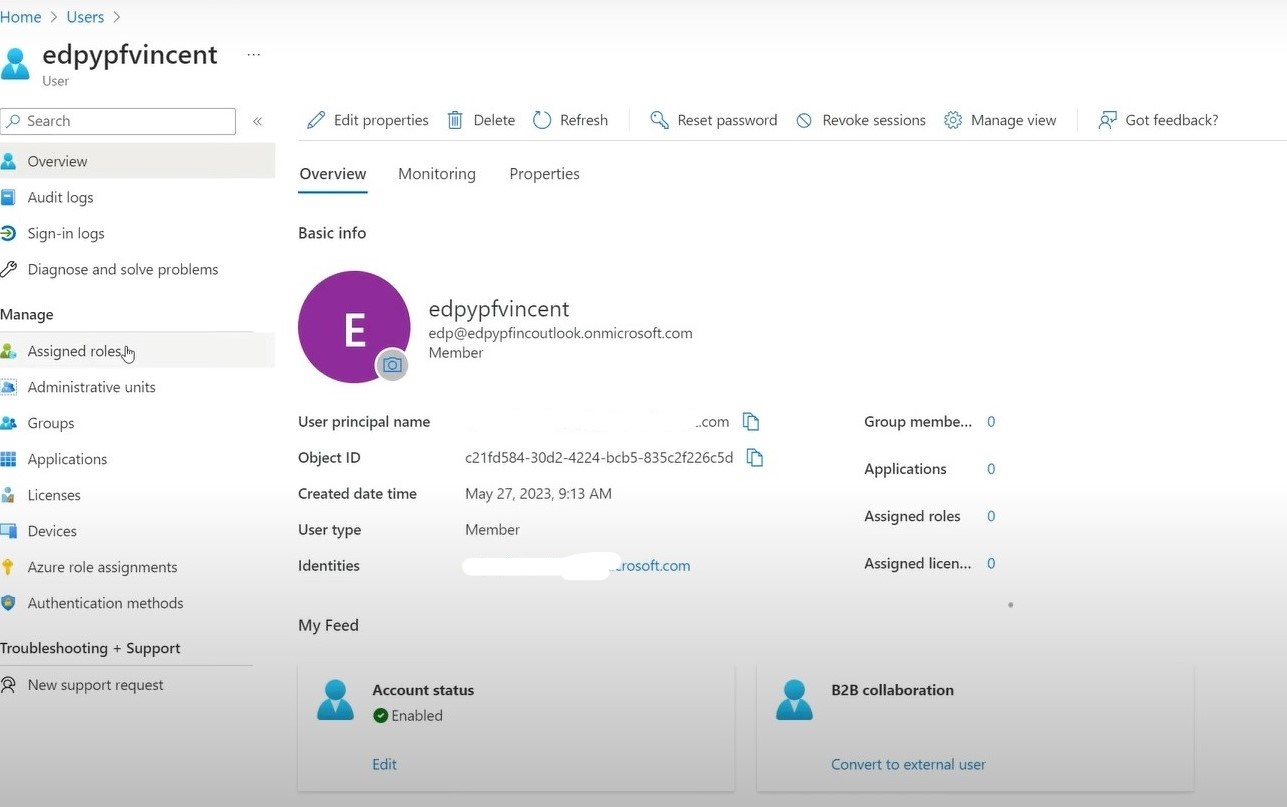 Home > Users >
edpypfvincent ...
User
Search «
Edit properties Delete Refresh Reset password Revoke sessions Manage view Got feedback?
Overview
Audit logs
Sign-in logs
Diagnose and solve problems
Manage
Assigned roles
Administrative units
Groups
Applications
Licenses
Devices
Azure role assignments
Authentication methods
Troubleshooting + Support
New support request
Overview Monitoring Properties
Basic info
E
edpypfvincent
edp@edpypfincoutlook.onmicrosoft.com
Member
User principal name .com
Object ID c21fd584-30d2-4224-bcb5-835c2f226c5d
Created date time May 27, 2023, 9:13 AM
User type Member
Identities crosoft.com
Group membe... 0
Applications 0
Assigned roles 0
Assigned licen... 0
My Feed
Account status
Enabled
Edit
B2B collaboration
Convert to external user